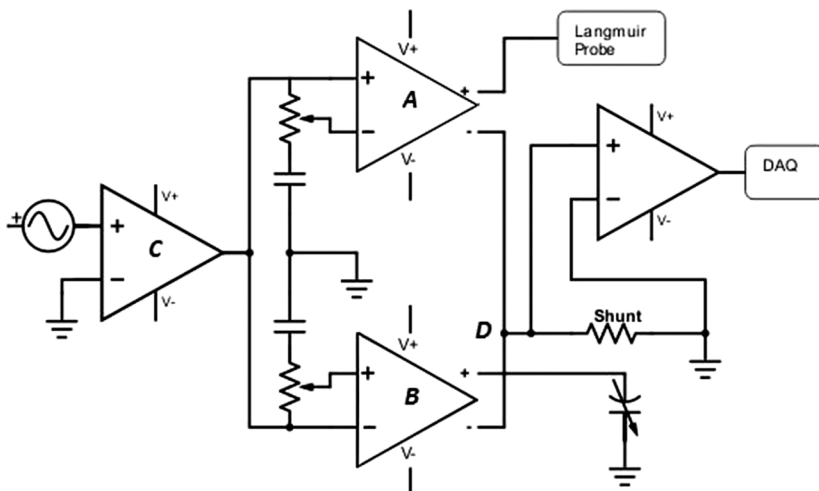 V+
Langmuir
Probe
+
A
+
-
-
V-
V+
+
-
DAQ
V-
+
V+
+
C
-
V-
V+
D
Shunt
+
B
+
-
-
V-